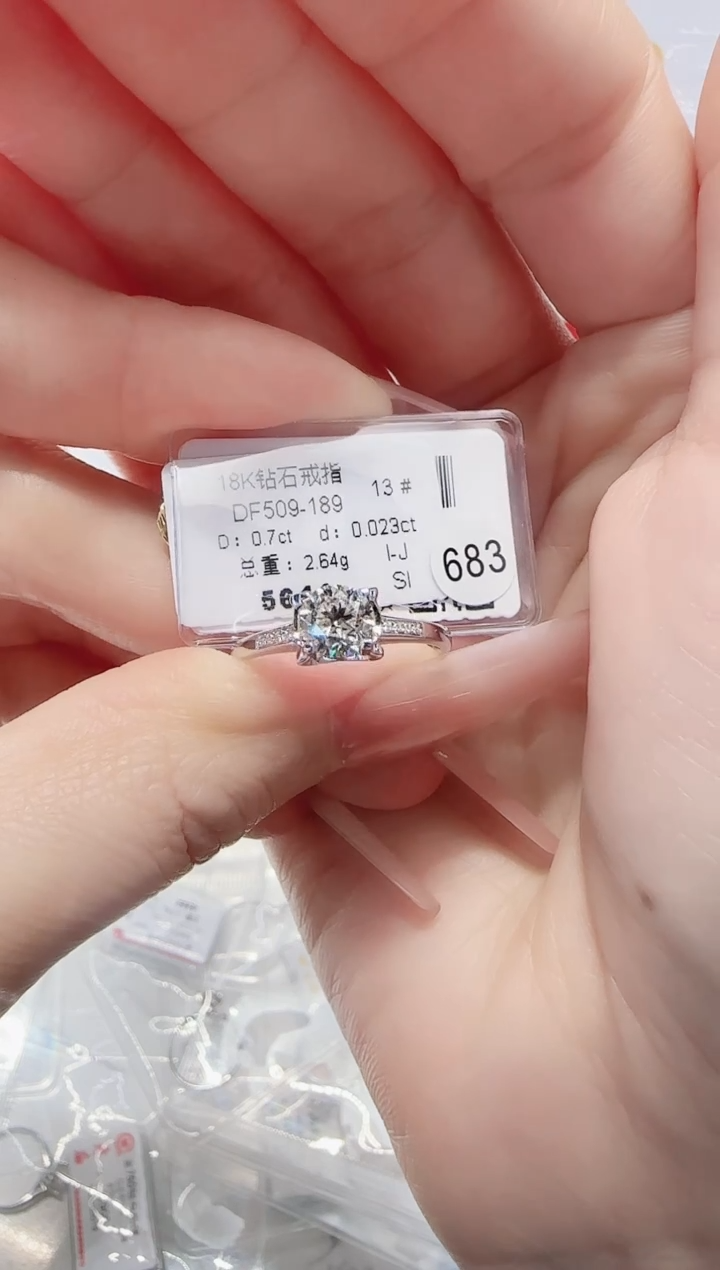 18K钻石戒指
13 #
DF509-189
D: 0.7ct d: 0.023ct
总重: 2.64g
I-J
SI
683